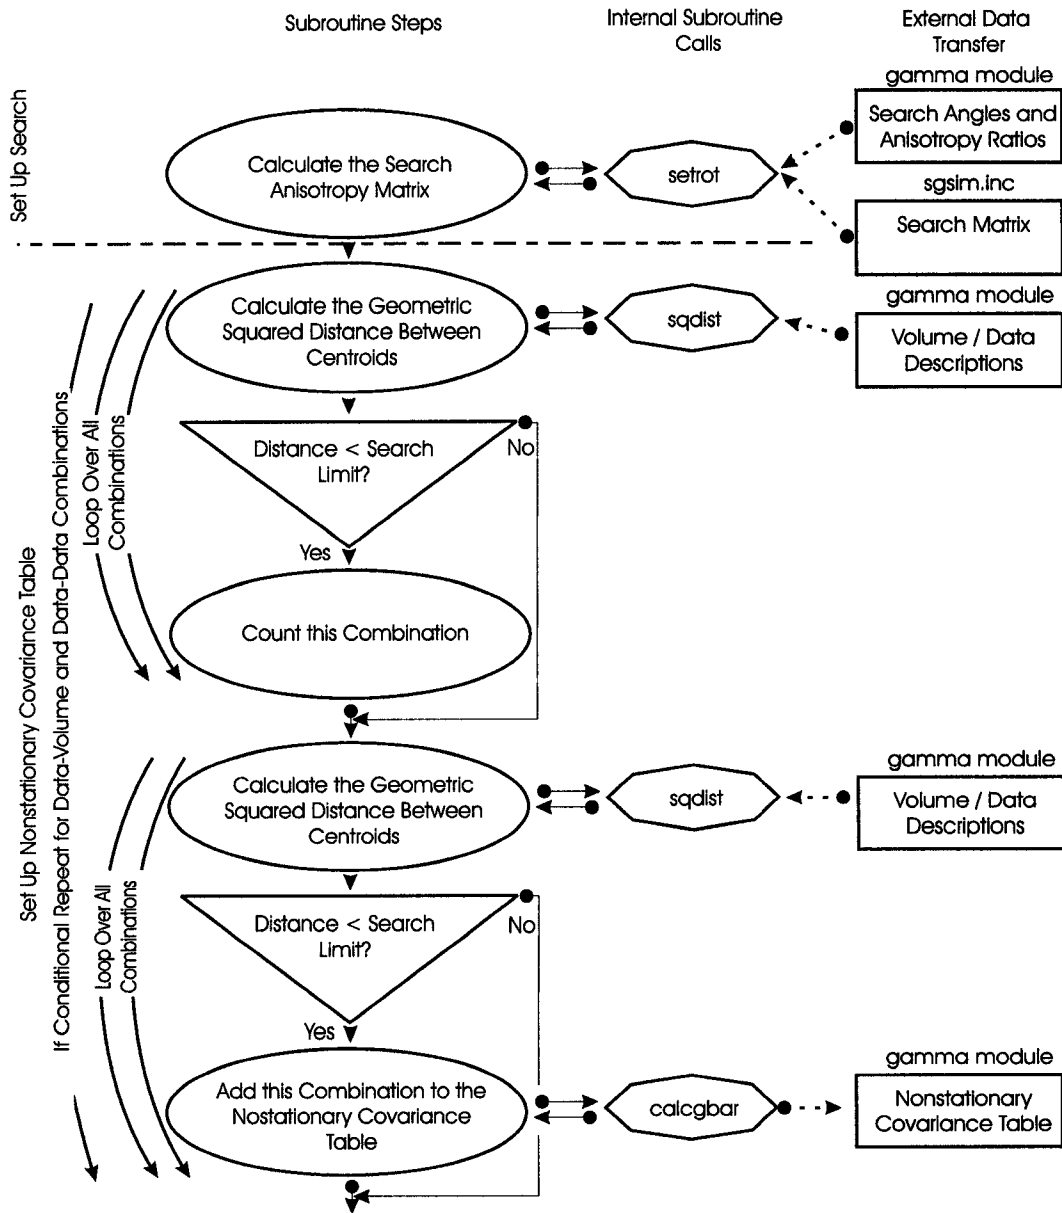 Subroutine Steps
Internal Subroutine
Calls
External Data
Transfer
Set Up Search
Calculate the Search
Anisotropy Matrix
setrot
gamma module
Search Angles and
Anisotropy Ratios
sgsim.inc
Search Matrix
Set Up Nonstationary Covariance Table
If Conditional Repeat for Data-Volume and Data-Data Combinations
Loop Over All
Combinations
Calculate the Geometric
Squared Distance Between
Centroids
sqdist
gamma module
Volume / Data
Descriptions
Distance < Search
Limit?
No
Yes
Count this Combination
Loop Over All
Combinations
Calculate the Geometric
Squared Distance Between
Centroids
sqdist
gamma module
Volume / Data
Descriptions
Distance < Search
Limit?
No
Yes
Add this Combination to the
Nostationary Covariance
Table
calcgbar
gamma module
Nonstationary
Covariance Table